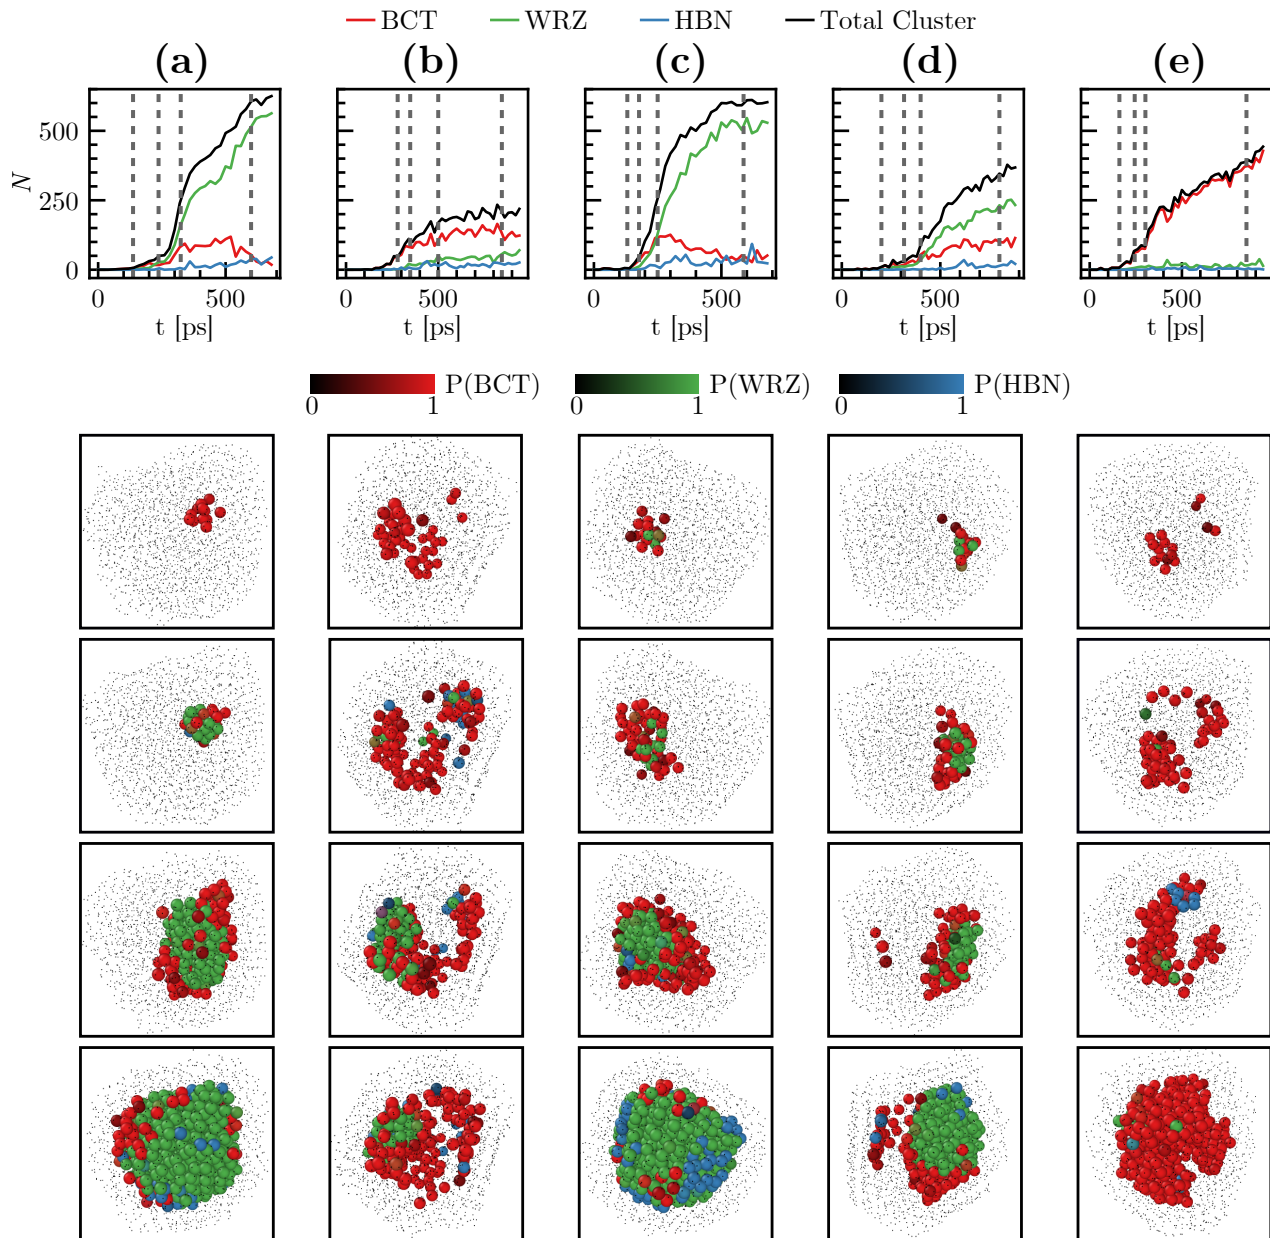 BCT WRZ HBN Total Cluster
(a) (b) (c) (d) (e)
500
250
0
N
0 500 0 500 0 500 0 500 0 500
t [ps] t [ps] t [ps] t [ps] t [ps]
P(BCT) P(WRZ) P(HBN)
0 1 0 1 0 1